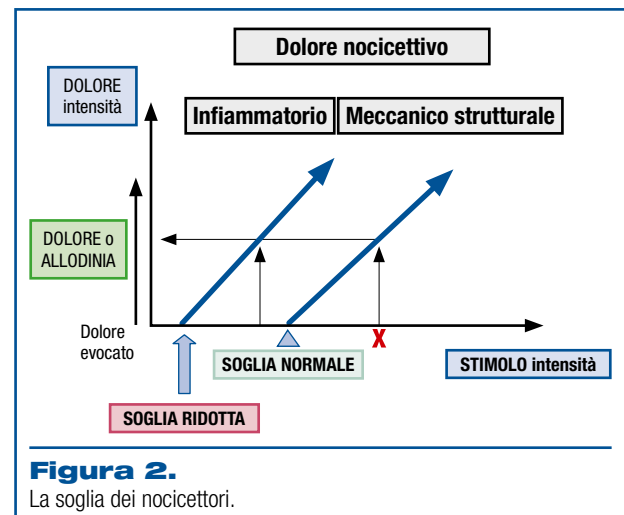 Dolore nocicettivo
DOLORE
intensità
Infiammatorio
Meccanico strutturale
DOLORE o
ALLODINIA
Dolore
evocato
X
SOGLIA NORMALE
STIMOLO intensità
SOGLIA RIDOTTA
Figura 2.
La soglia dei nocicettori.